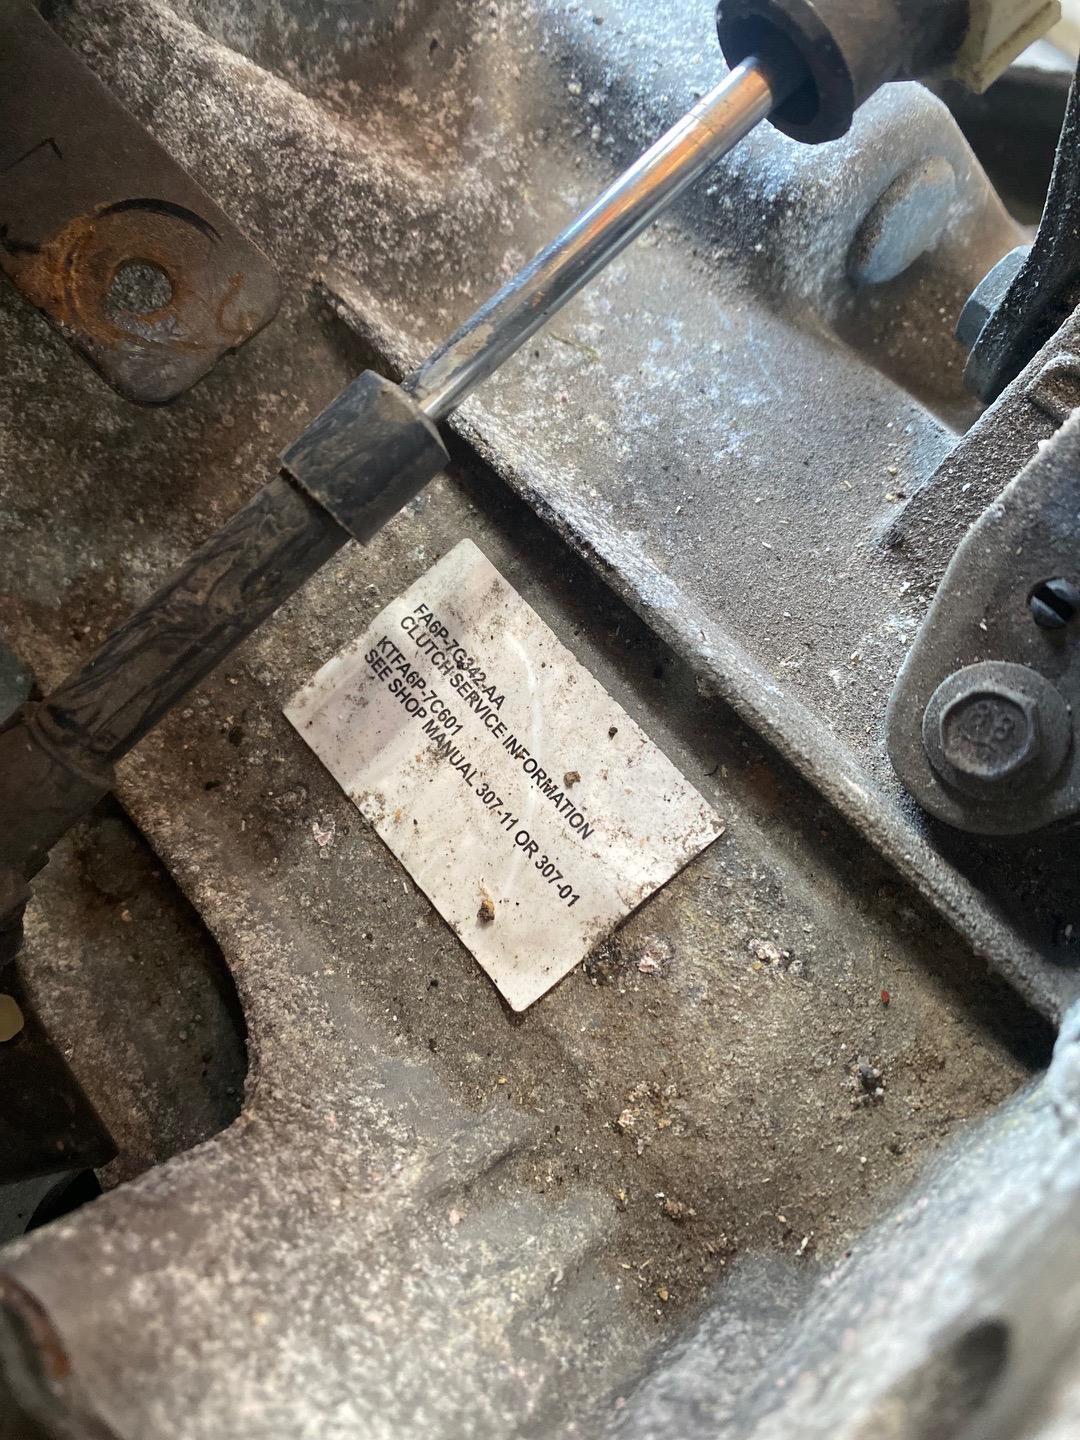 FA6P-7G342-AA
CLUTCH SERVICE INFORMATION
KTFA6P-7C601
SEE SHOP MANUAL 307-11 OR 307-01